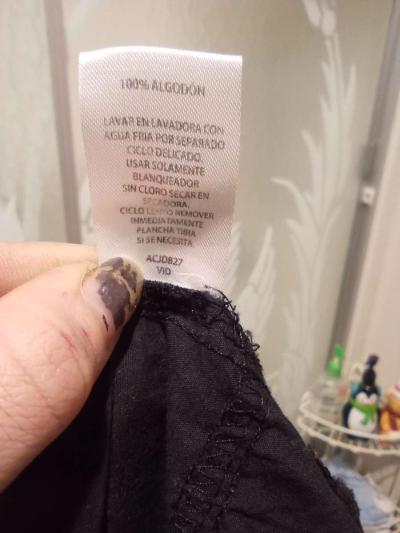 100% ALGODÓN
LAVAR EN LAVADORA CON
AGUA FRIA POR SEPARADO
CICLO DELICADO.
USAR SOLAMENTE
BLANQUEADOR
SIN CLORO SECAR EN
SECADORA.
CICLO LENTO REMOVER
INMEDIATAMENTE
PLANCHA TIBIA
SI SE NECESITA
ACJD827
VID